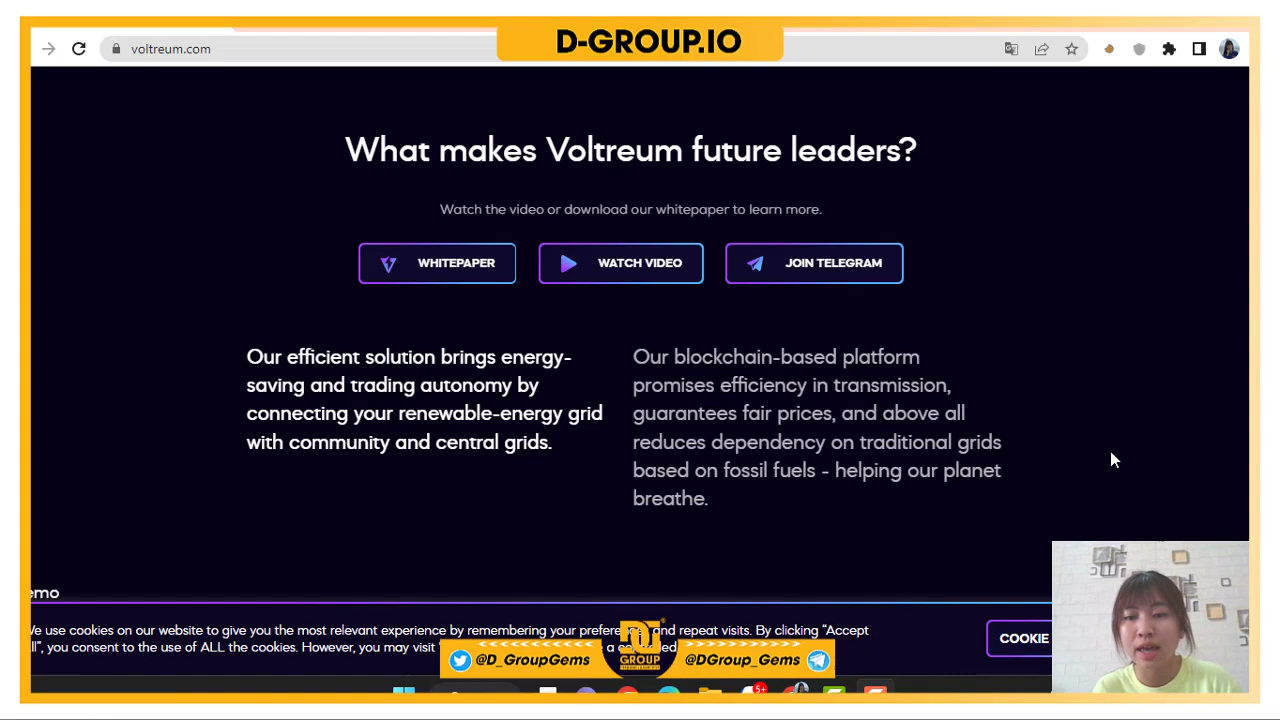 D-GROUP.IO
voltreum.com
What makes Voltreum future leaders?
Watch the video or download our whitepaper to learn more.
WHITEPAPER
WATCH VIDEO
JOIN TELEGRAM
Our efficient solution brings energy-
saving and trading autonomy by
connecting your renewable-energy grid
with community and central grids.
Our blockchain-based platform
promises efficiency in transmission,
guarantees fair prices, and above all
reduces dependency on traditional grids
based on fossil fuels - helping our planet
breathe.
emo
We use cookies on our website to give you the most relevant experience by remembering your and repeat visits. By clicking “Accept
ll”, you consent to the use of ALL the cookies. However, you may visit
COOKIE
@D_GroupGems
GROUP
@DGroup_Gems
5+